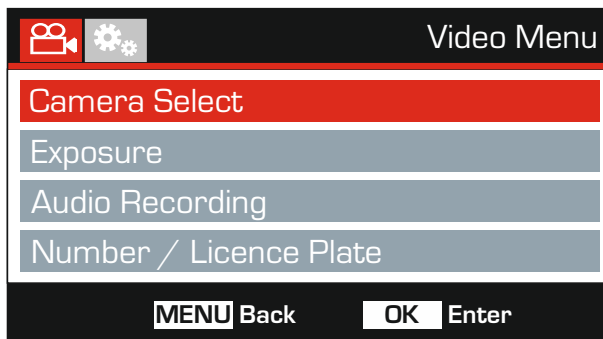 Video Menu
Camera Select
Exposure
Audio Recording
Number / Licence Plate
MENU Back OK Enter